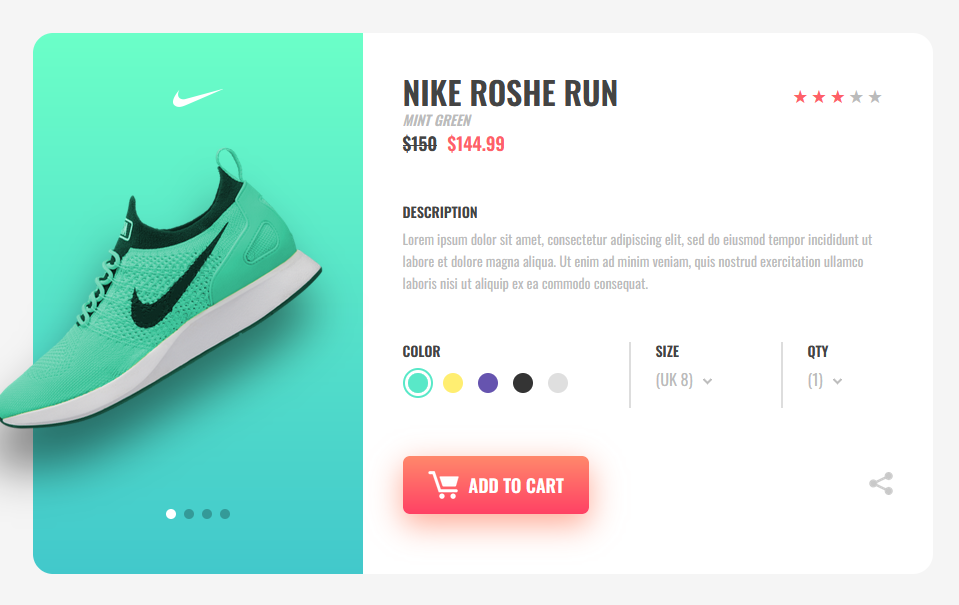 NIKE ROSHE RUN
MINT GREEN
$150 $144.99
DESCRIPTION
Lorem ipsum dolor sit amet, consectetur adipiscing elit, sed do eiusmod tempor incididunt ut
labore et dolore magna aliqua. Ut enim ad minim veniam, quis nostrud exercitation ullamco
laboris nisi ut aliquip ex ea commodo consequat.
COLOR SIZE QTY
(UK 8) (1)
ADD TO CART